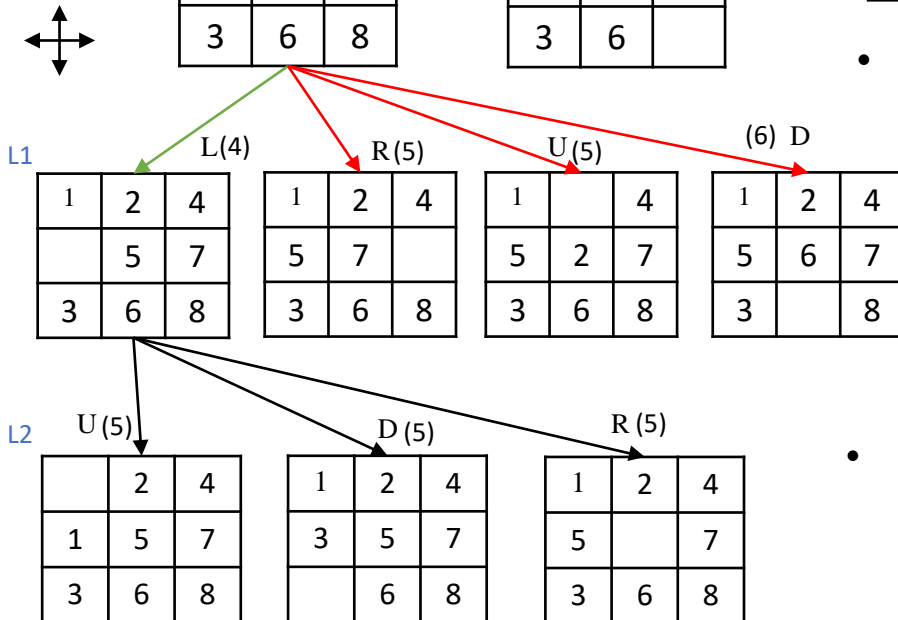 3 6 8
3 6
L1
L(4)
R(5)
U(5)
(6) D
1 2 4
5 7
3 6 8
1 2 4
5 7
3 6 8
1 4
5 2 7
3 6 8
1 2 4
5 6 7
3 8
L2
U(5)
D(5)
R(5)
2 4
1 5 7
3 6 8
1 2 4
3 5 7
6 8
1 2 4
5 7
3 6 8